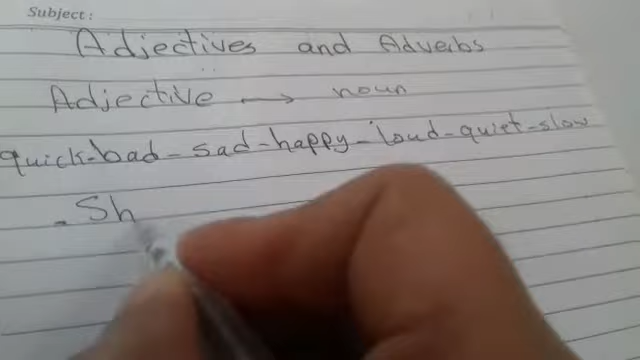 Subject:
Adjectives and Adverbs
Adjective → noun
quick-bad-sad-happy-loud-quiet-slow
- Sh